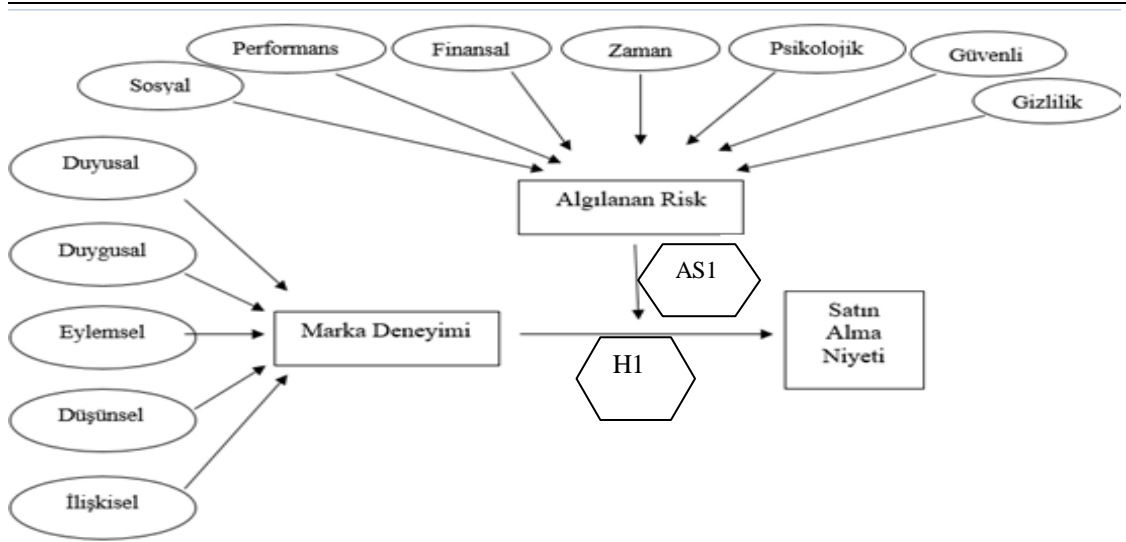 Performans
Finansal
Zaman
Psikolojik
Güvenli
Sosyal
Gizlilik
Duyusal
Algılanan Risk
Duygusal
AS1
Eylemsel
Marka Deneyimi
Satın
Alma
Niyeti
H1
Düşünsel
İlişkisel